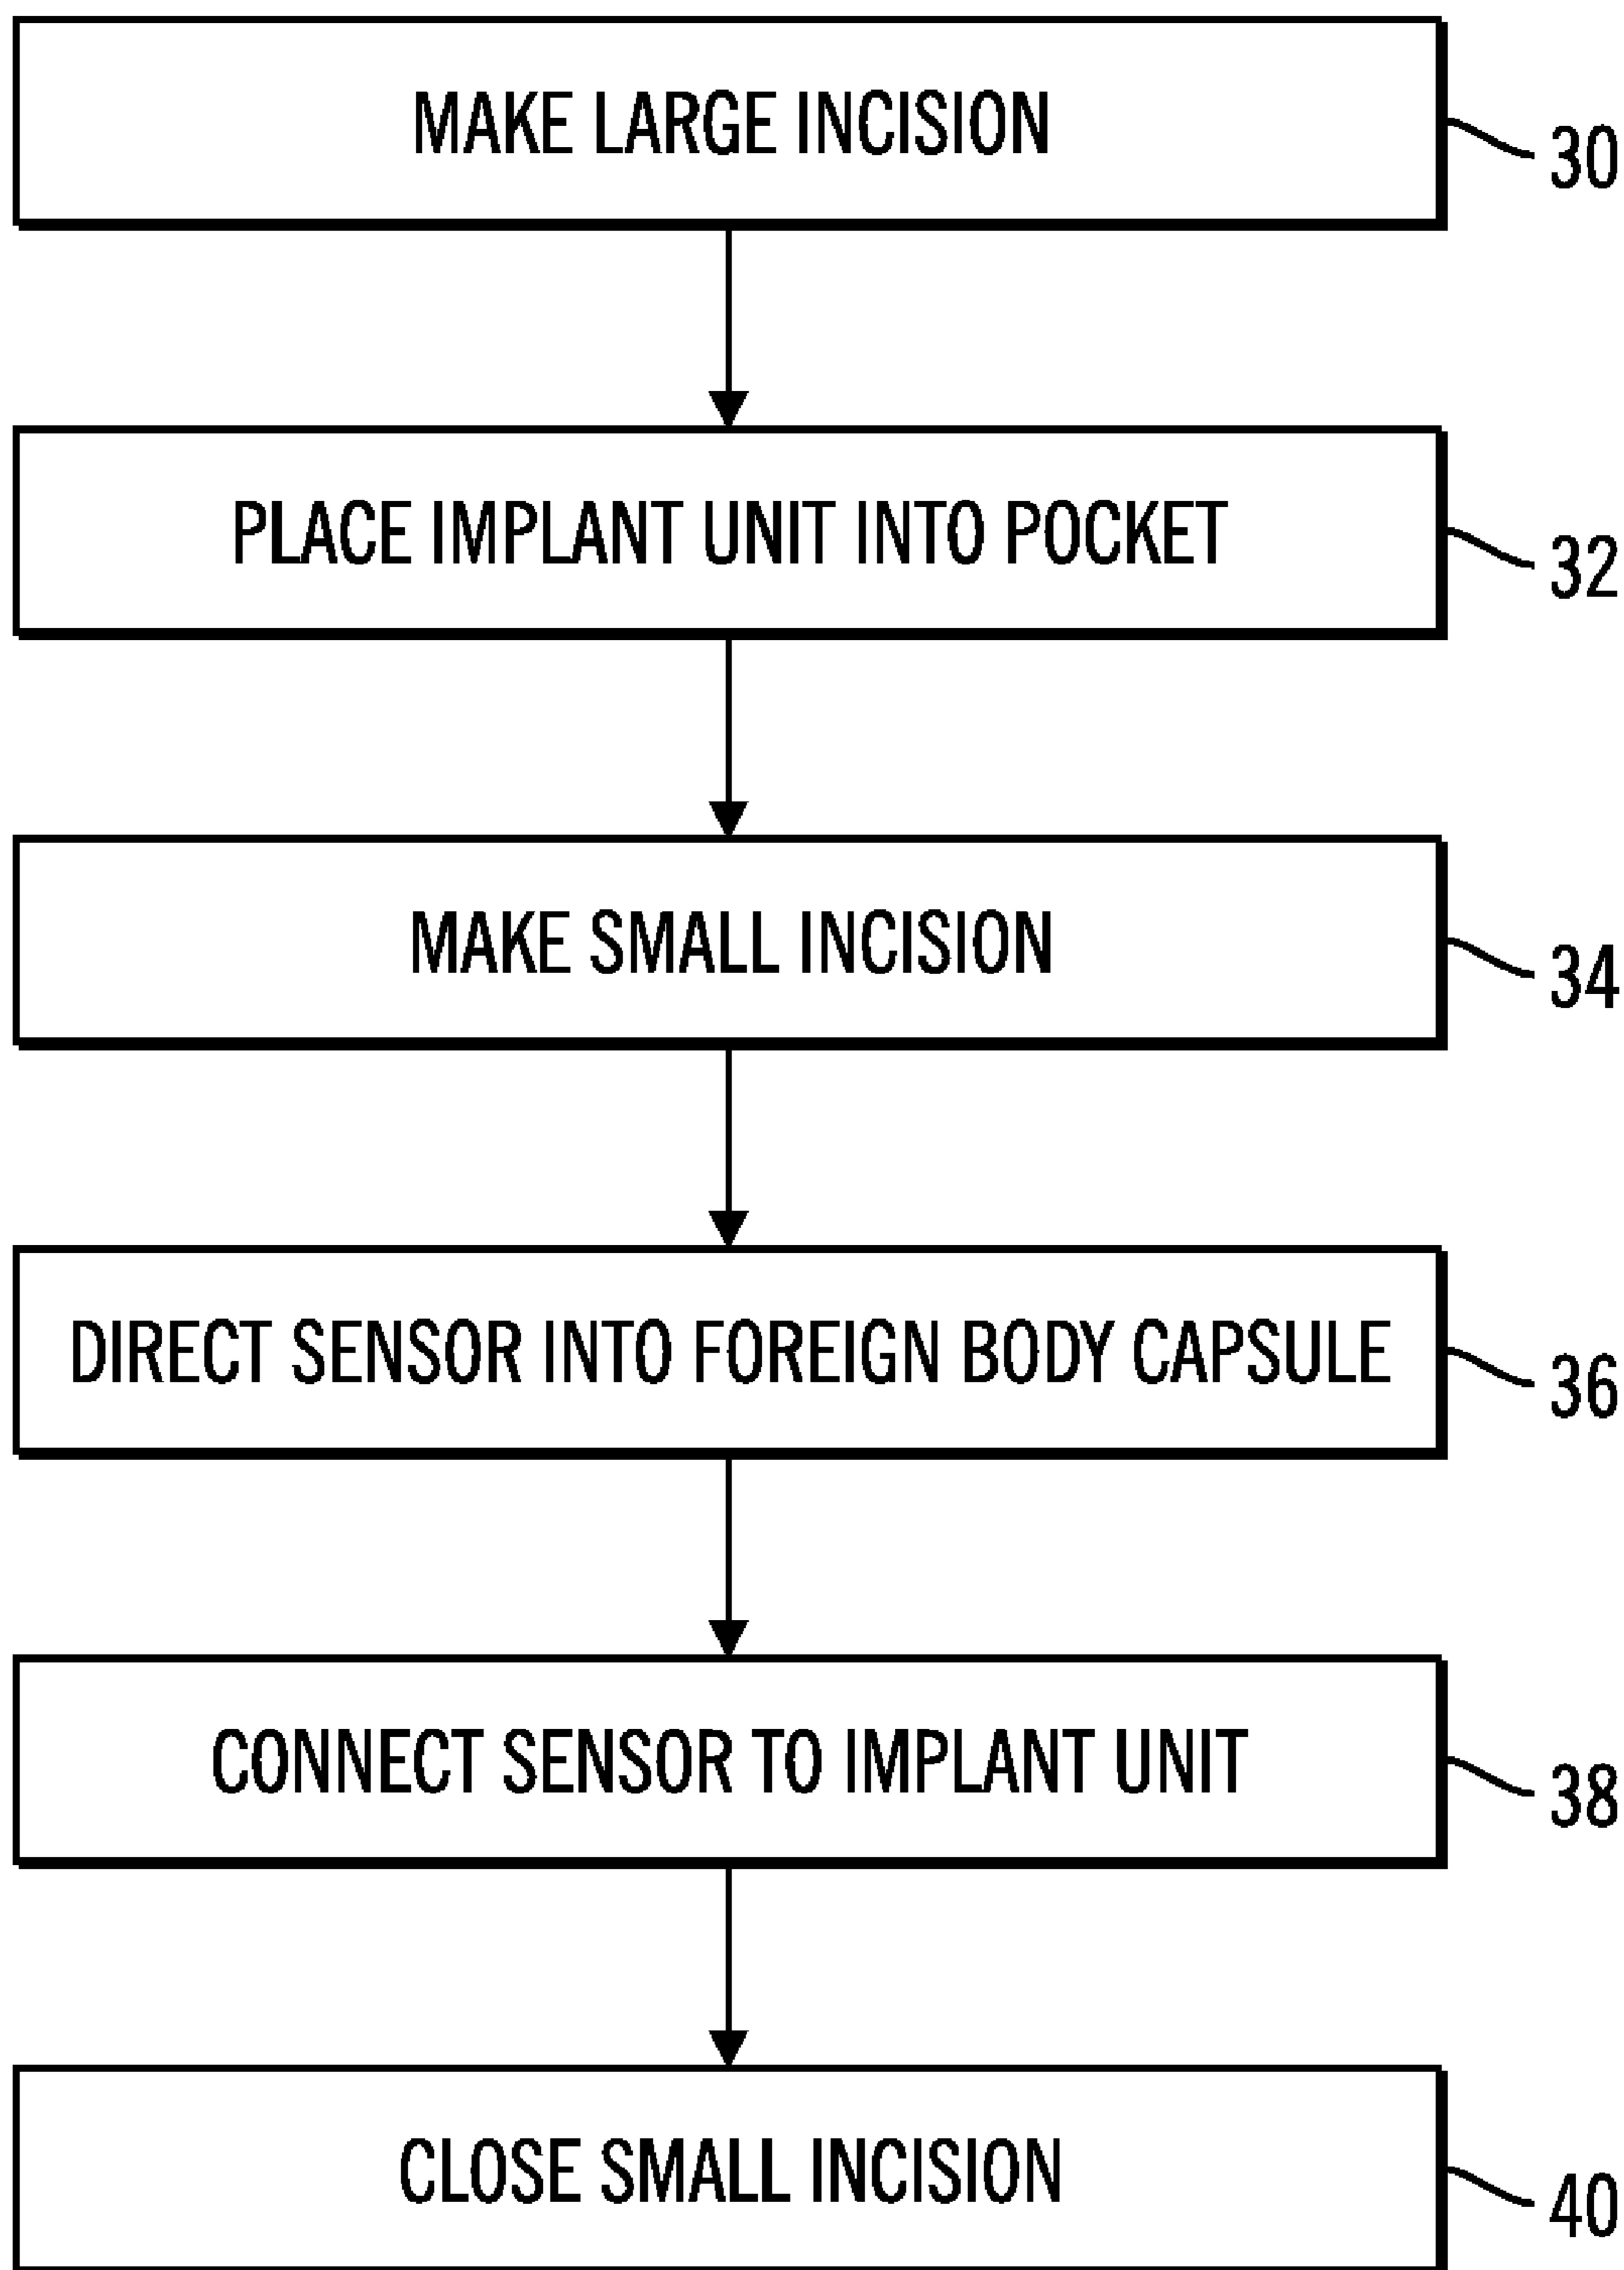 MAKE LARGE INCISION
30
PLACE IMPLANT UNIT INTO POCKET
32
MAKE SMALL INCISION
34
DIRECT SENSOR INTO FOREIGN BODY CAPSULE
36
CONNECT SENSOR TO IMPLANT UNIT
38
CLOSE SMALL INCISION
40